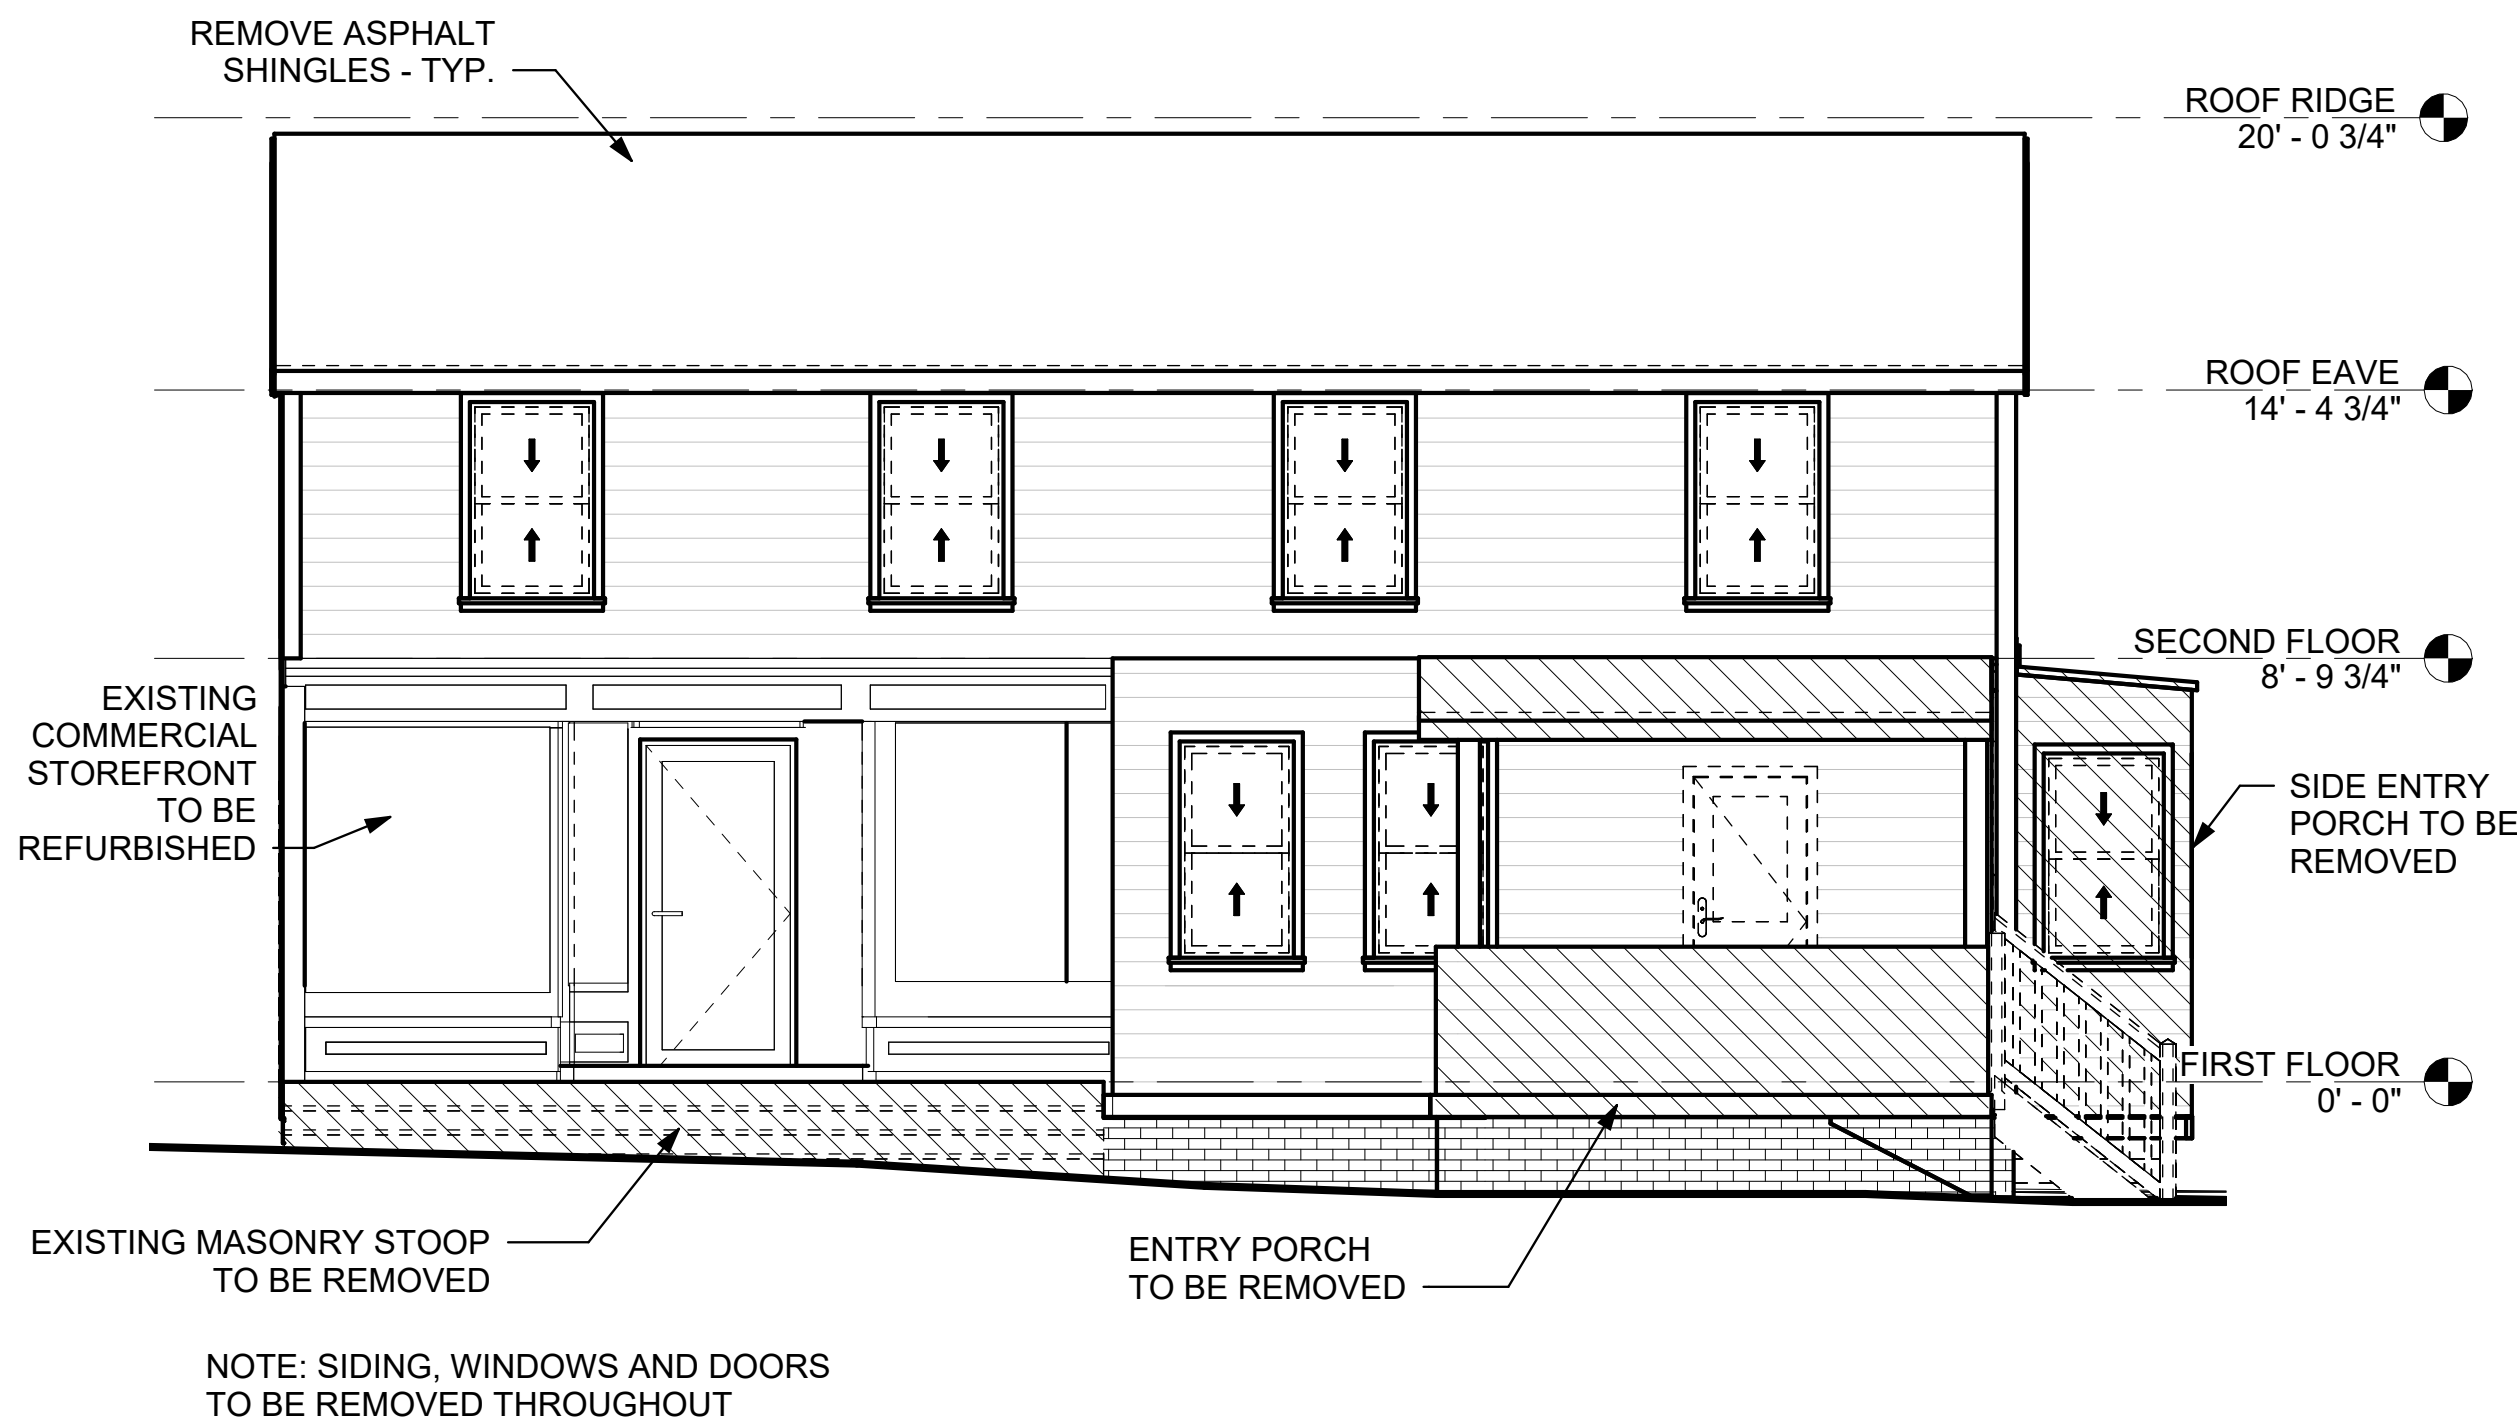 REMOVE ASPHALT
SHINGLES - TYP.
ROOF RIDGE
20' - 0 3/4"
ROOF EAVE
14' - 4 3/4"
SECOND FLOOR
8' - 9 3/4"
EXISTING
COMMERCIAL
STOREFRONT
TO BE
REFURBISHED
SIDE ENTRY
PORCH TO BE
REMOVED
FIRST FLOOR
0' - 0"
EXISTING MASONRY STOOP
TO BE REMOVED
ENTRY PORCH
TO BE REMOVED
NOTE: SIDING, WINDOWS AND DOORS
TO BE REMOVED THROUGHOUT